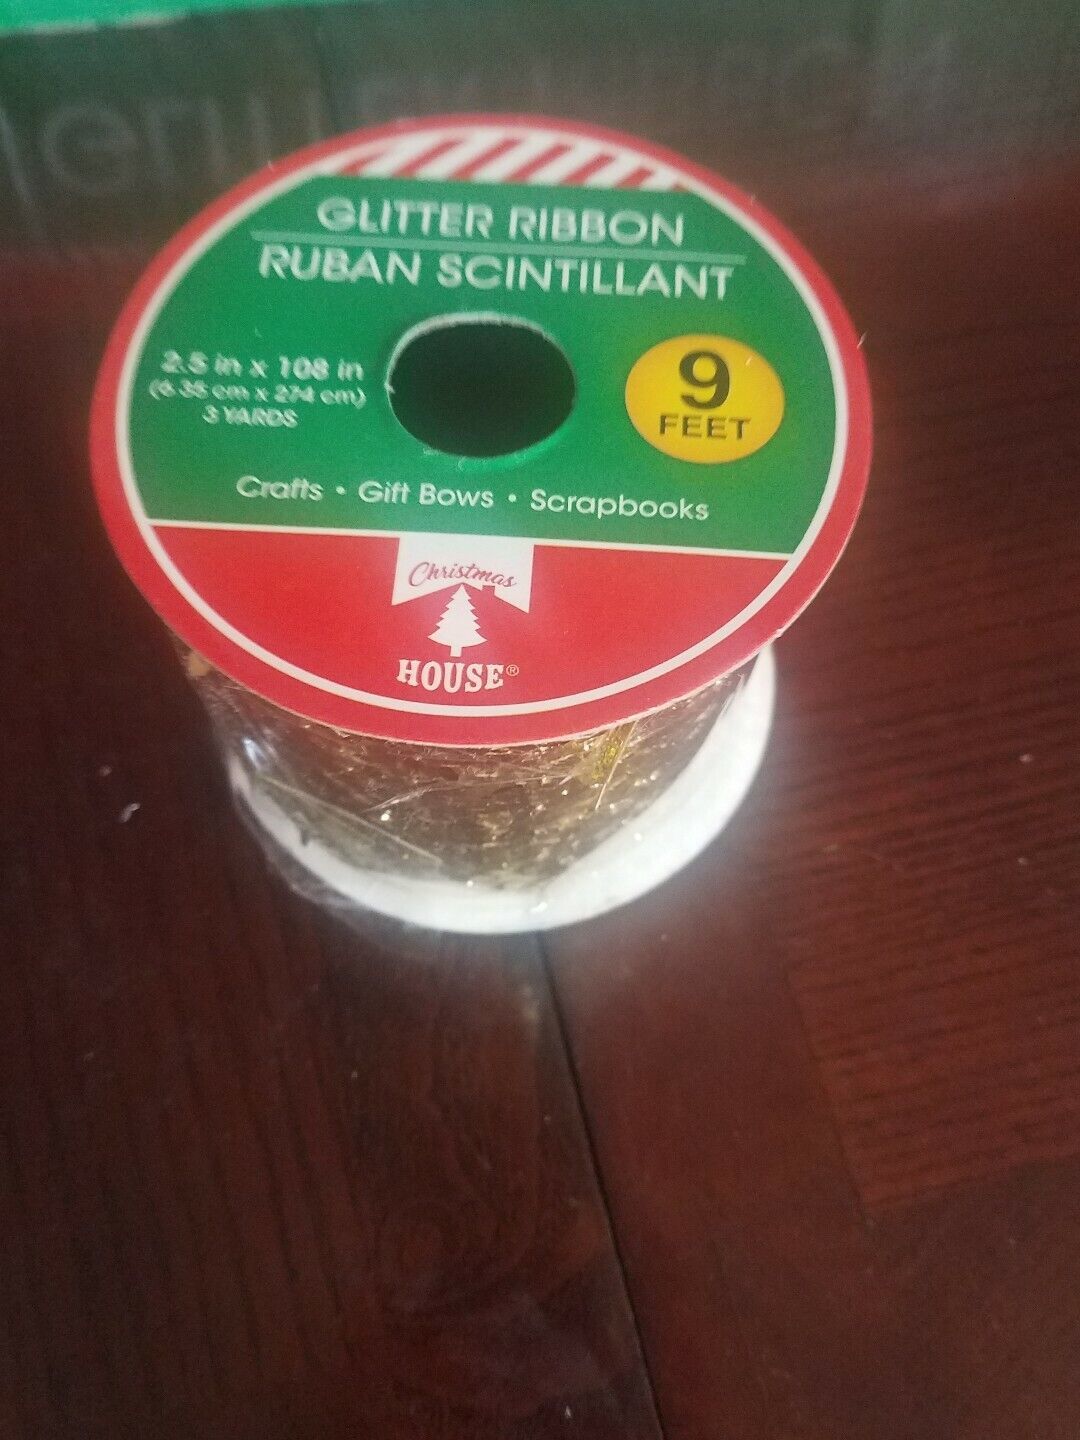 GLITTER RIBBON
RUBAN SCINTILLANT
2.5 in x 108 in
(6.35 cm x 274 cm)
3 YARDS
9
FEET
Crafts • Gift Bows • Scrapbooks
Christmas
HOUSE®